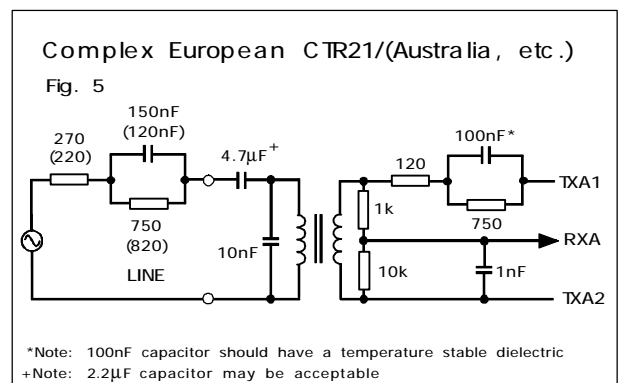 Complex European CTR21/(Australia, etc.)
Fig. 5
150nF
(120nF)
270
(220)
4.7µF+
100nF*
120
TXA1
750
(820)
1k
750
RXA
10nF
10k
1nF
LINE
TXA2
*Note: 100nF capacitor should have a temperature stable dielectric
+Note: 2.2µF capacitor may be acceptable